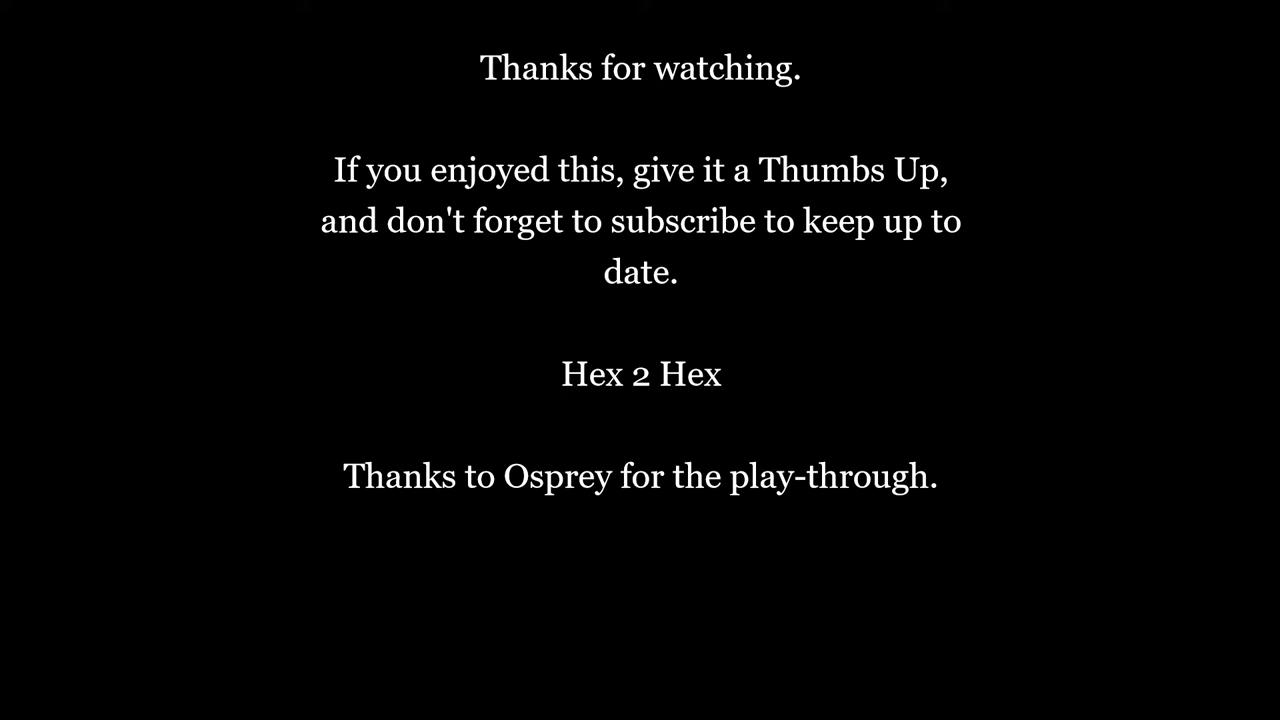 Thanks for watching.
If you enjoyed this, give it a Thumbs Up,
and don't forget to subscribe to keep up to
date.
Hex 2 Hex
Thanks to Osprey for the play-through.